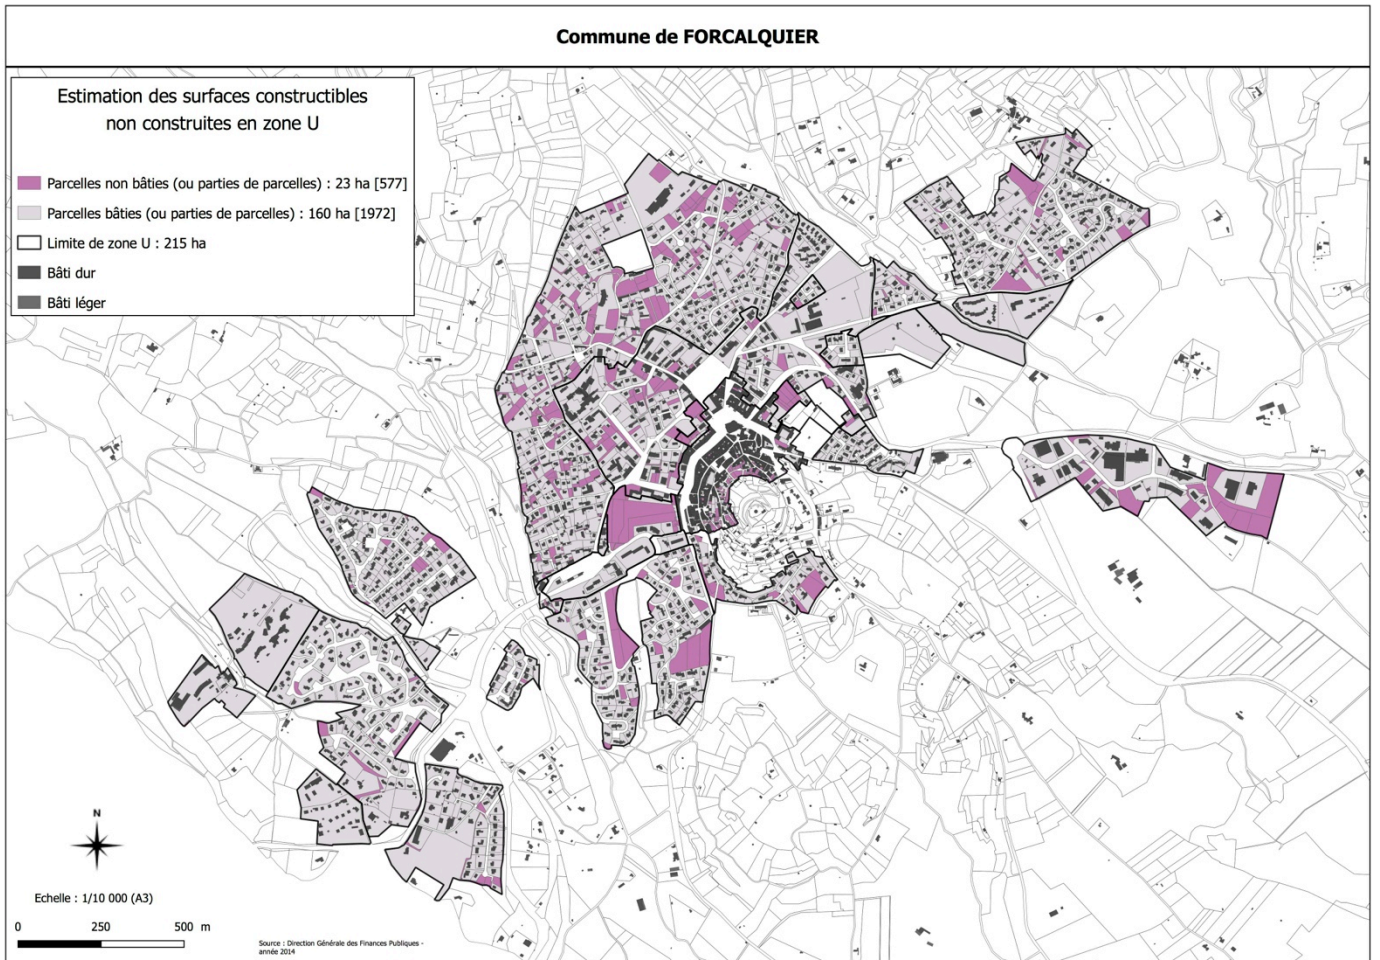 Commune de FORCALQUIER
Estimation des surfaces constructibles
non construites en zone U
Parcelles non bâties (ou parties de parcelles) : 23 ha [577]
Parcelles bâties (ou parties de parcelles) : 160 ha [1972]
Limite de zone U : 215 ha
Bâti dur
Bâti léger
N
Echelle : 1/10 000 (A3)
0 250 500 m
Source : Direction Générale des Finances Publiques -
année 2014